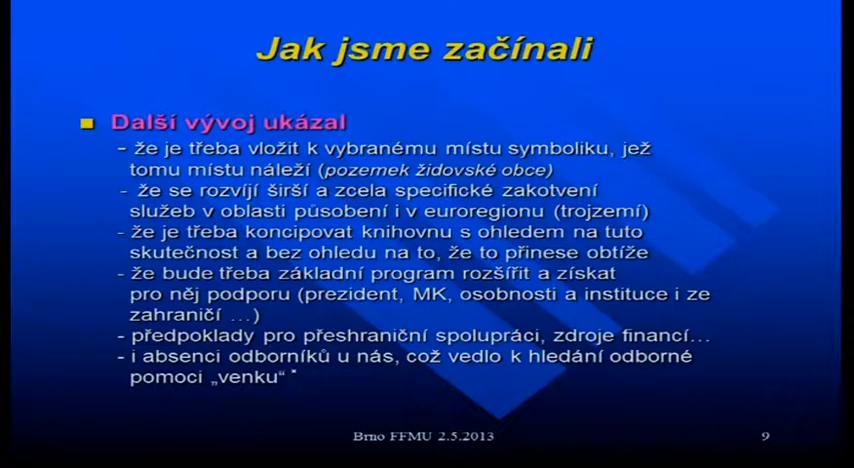 Jak jsme začínali
Další vývoj ukázal
- že je třeba vložit k vybranému místu symboliku, jež
tomu místu náleží (pozemek židovské obce)
- že se rozvíjí širší a zcela specifické zakotvení
služeb v oblasti působení i v euroregionu (trojzemí)
- že je třeba koncipovat knihovnu s ohledem na tuto
skutečnost a bez ohledu na to, že to přinese obtíže
- že bude třeba základní program rozšířit a získat
pro něj podporu (prezident, MK, osobnosti a instituce i ze
zahraničí …)
- předpoklady pro přeshraniční spolupráci, zdroje financí…
- i absenci odborníků u nás, což vedlo k hledání odborné
pomoci „venku“
Brno FFMU 2.5.2013
9